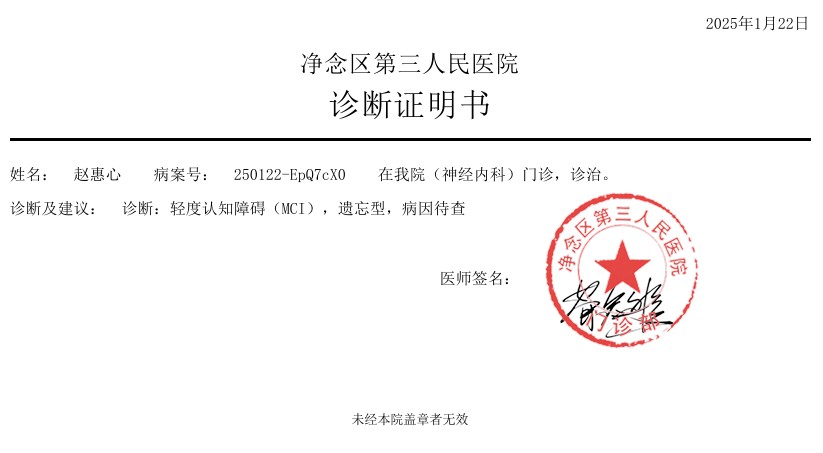 2025年1月22日
净念区第三人民医院
诊断证明书
姓名： 赵惠心 病案号： 250122-EpQ7cX0 在我院（神经内科）门诊，诊治。
诊断及建议： 诊断：轻度认知障碍（MCI），遗忘型，病因待查
净念区第三人民医院
医师签名：
门诊部
未经本院盖章者无效